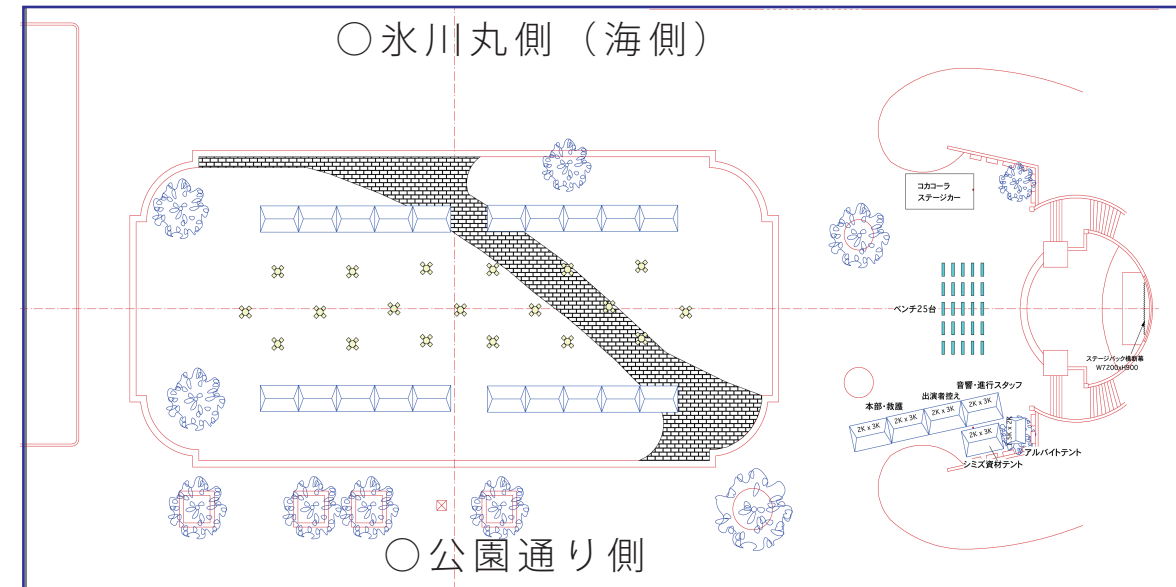 ○氷川丸側（海側）
コカコーラ
ステージカー
ベンチ25台
ステージバック横断幕
W7200xH900
音響・進行スタッフ
出演者控え
本部・救護
2K x 3K
2K x 3K
2K x 3K
2K x 3K
2K x 3K
アルバイトテント
シミズ資材テント
○公園通り側